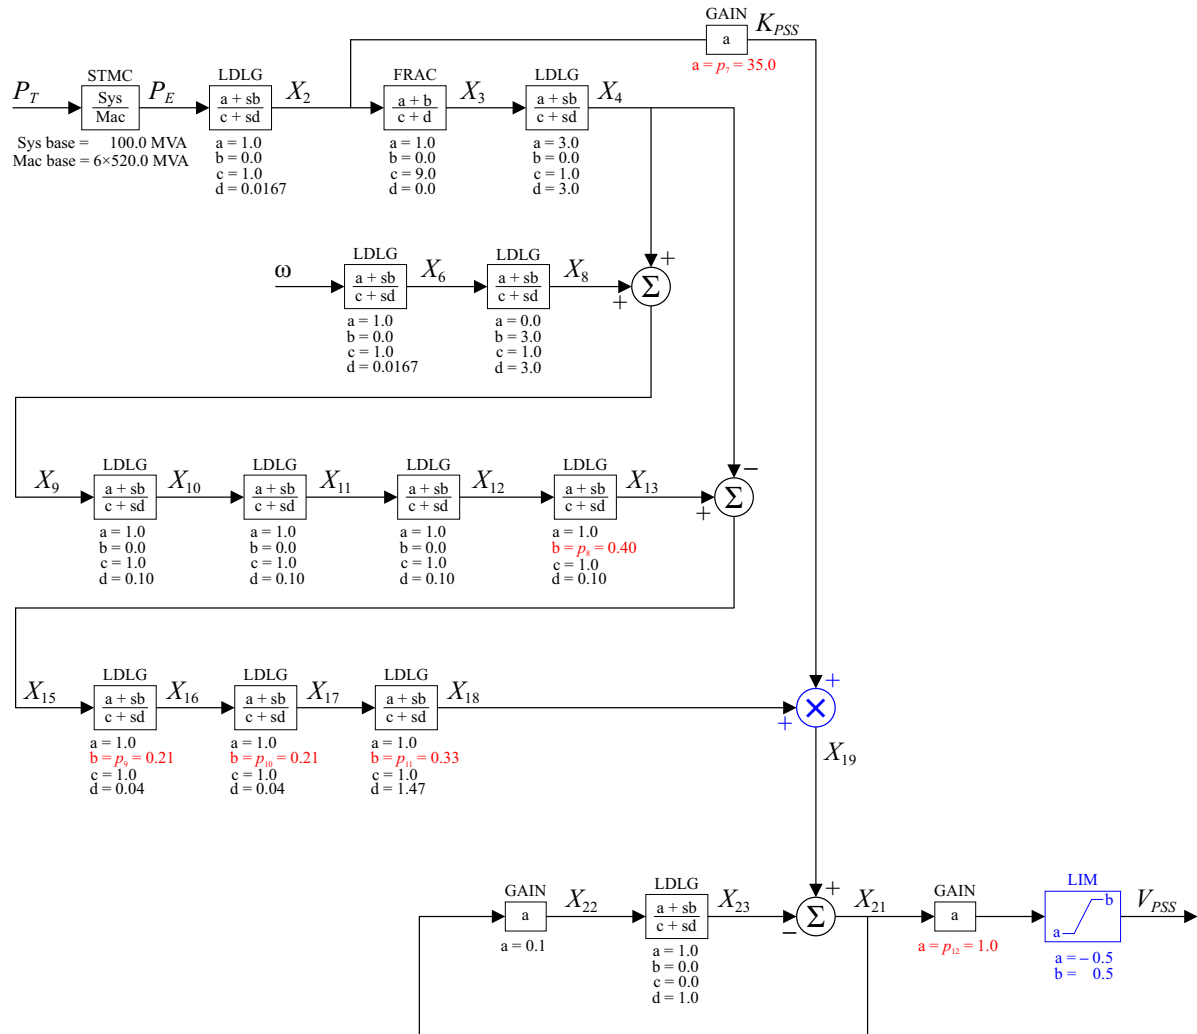 GAIN
K_PSS
a
a = p₇ = 35.0
STMC
LDLG
FRAC
LDLG
P_T
Sys
Mac
P_E
a + sb
c + sd
X₂
a + b
c + d
X₃
a + sb
c + sd
X₄
Sys base = 100.0 MVA
Mac base = 6×520.0 MVA
a = 1.0
b = 0.0
c = 1.0
d = 0.0167
a = 1.0
b = 0.0
c = 9.0
d = 0.0
a = 3.0
b = 0.0
c = 1.0
d = 3.0
LDLG
LDLG
ω
a + sb
c + sd
X₆
a + sb
c + sd
X₈
+
+
Σ
a = 1.0
b = 0.0
c = 1.0
d = 0.0167
a = 0.0
b = 3.0
c = 1.0
d = 3.0
LDLG
LDLG
LDLG
LDLG
X₉
a + sb
c + sd
X₁₀
a + sb
c + sd
X₁₁
a + sb
c + sd
X₁₂
a + sb
c + sd
X₁₃
−
+
Σ
a = 1.0
b = 0.0
c = 1.0
d = 0.10
a = 1.0
b = 0.0
c = 1.0
d = 0.10
a = 1.0
b = 0.0
c = 1.0
d = 0.10
a = 1.0
b = p₈ = 0.40
c = 1.0
d = 0.10
LDLG
LDLG
LDLG
X₁₅
a + sb
c + sd
X₁₆
a + sb
c + sd
X₁₇
a + sb
c + sd
X₁₈
+
+
×
X₁₉
a = 1.0
b = p₉ = 0.21
c = 1.0
d = 0.04
a = 1.0
b = p₁₀ = 0.21
c = 1.0
d = 0.04
a = 1.0
b = p₁₁ = 0.33
c = 1.0
d = 1.47
GAIN
LDLG
GAIN
LIM
a
X₂₂
a + sb
c + sd
X₂₃
+
−
Σ
X₂₁
a
a
b
V_PSS
a = 0.1
a = 1.0
b = 0.0
c = 0.0
d = 1.0
a = p₁₂ = 1.0
a = − 0.5
b = 0.5